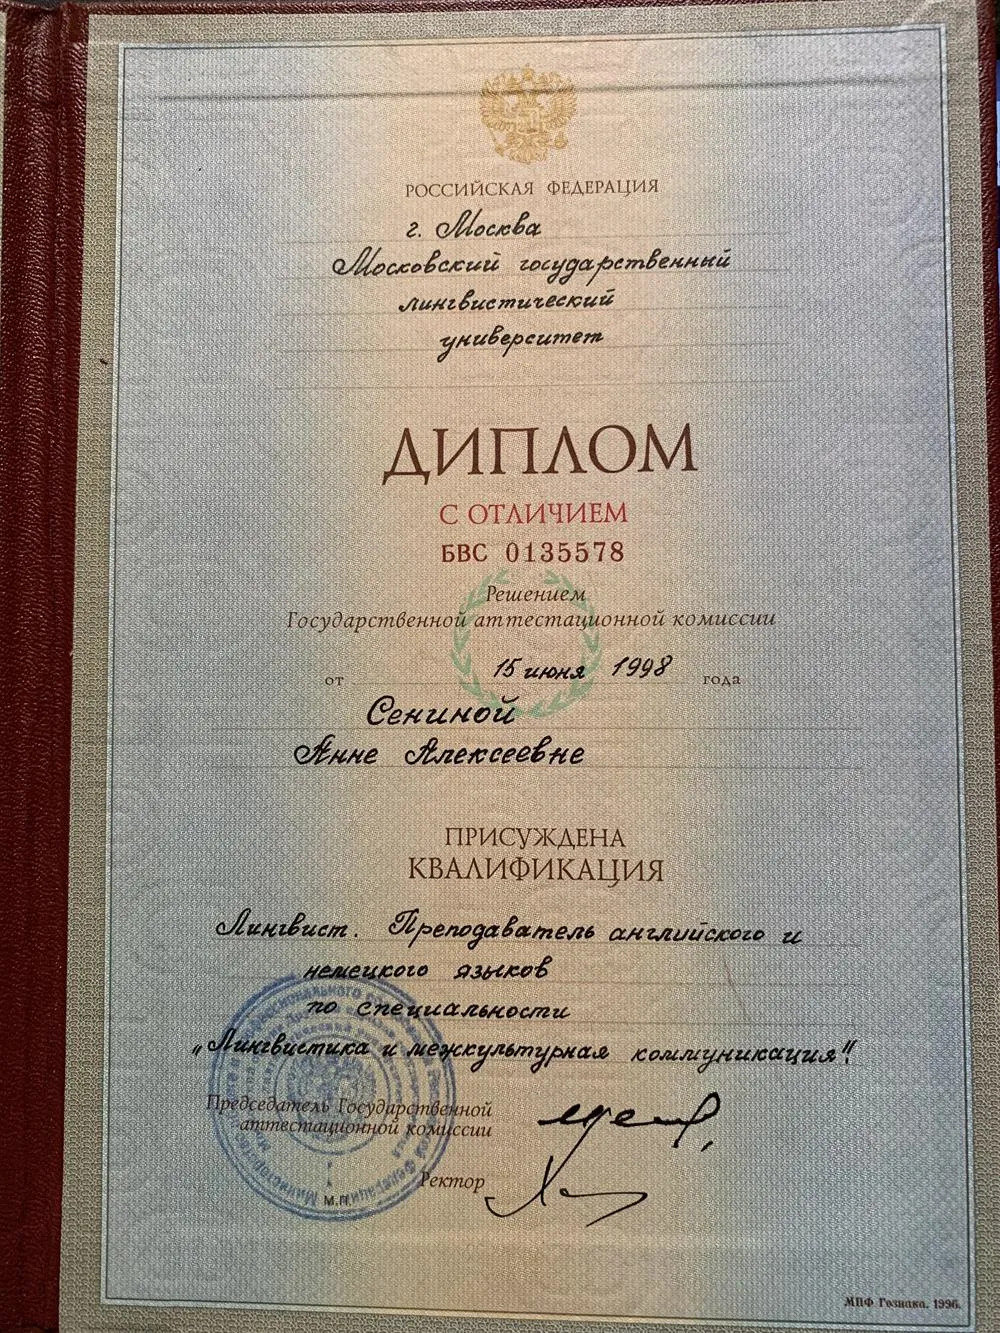 РОССИЙСКАЯ ФЕДЕРАЦИЯ
г. Москва
Московский государственный
лингвистический
университет
ДИПЛОМ
С ОТЛИЧИЕМ
БВС 0135578
Решением
Государственной аттестационной комиссии
от 15 июня 1998 года
Сениной
Анне Алексеевне
ПРИСУЖДЕНА
КВАЛИФИКАЦИЯ
Лингвист. Преподаватель английского и
немецкого языков
по специальности
„Лингвистика и межкультурная коммуникация".
Председатель Государственной
аттестационной комиссии
Ректор
М.П.
МПФ Гознака. 1996.